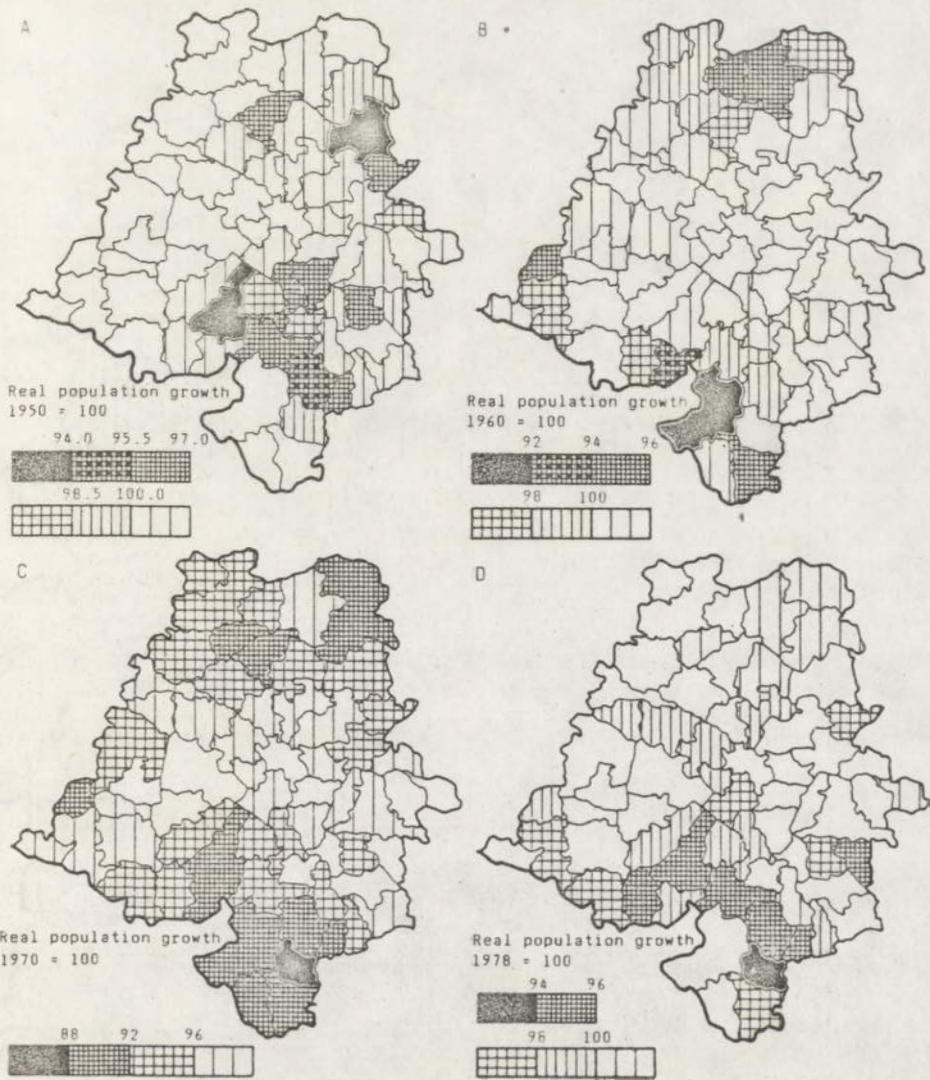 A
Real population growth
1950 = 100
94.0 95.5 97.0
98.5 100.0
B
Real population growth
1960 = 100
92 94 96
98 100
C
Real population growth
1970 = 100
88 92 96
D
Real population growth
1978 = 100
94 96
98 100